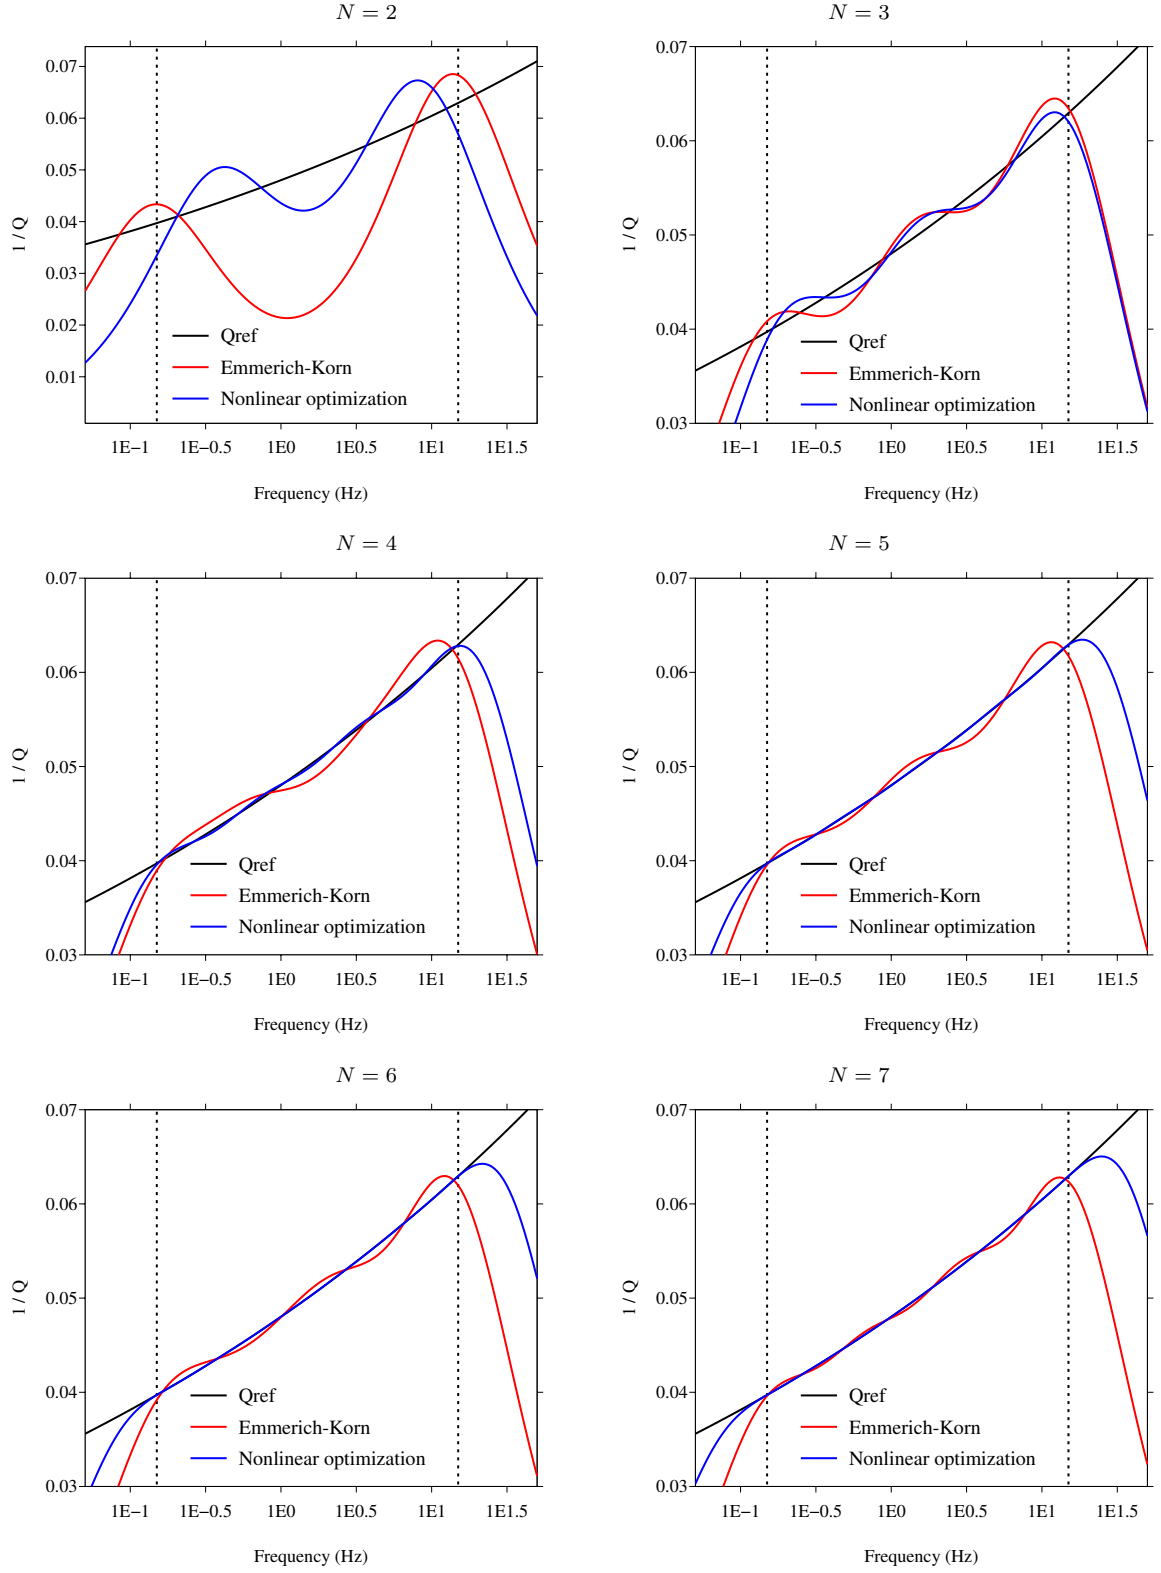 N = 2
0.07
0.06
0.05
0.04
0.03
0.02
0.01
1 / Q
Qref
Emmerich-Korn
Nonlinear optimization
1E−1 1E−0.5 1E0 1E0.5 1E1 1E1.5
Frequency (Hz)
N = 3
0.07
0.06
0.05
0.04
0.03
1 / Q
Qref
Emmerich-Korn
Nonlinear optimization
1E−1 1E−0.5 1E0 1E0.5 1E1 1E1.5
Frequency (Hz)
N = 4
0.07
0.06
0.05
0.04
0.03
1 / Q
Qref
Emmerich-Korn
Nonlinear optimization
1E−1 1E−0.5 1E0 1E0.5 1E1 1E1.5
Frequency (Hz)
N = 5
0.07
0.06
0.05
0.04
0.03
1 / Q
Qref
Emmerich-Korn
Nonlinear optimization
1E−1 1E−0.5 1E0 1E0.5 1E1 1E1.5
Frequency (Hz)
N = 6
0.07
0.06
0.05
0.04
0.03
1 / Q
Qref
Emmerich-Korn
Nonlinear optimization
1E−1 1E−0.5 1E0 1E0.5 1E1 1E1.5
Frequency (Hz)
N = 7
0.07
0.06
0.05
0.04
0.03
1 / Q
Qref
Emmerich-Korn
Nonlinear optimization
1E−1 1E−0.5 1E0 1E0.5 1E1 1E1.5
Frequency (Hz)